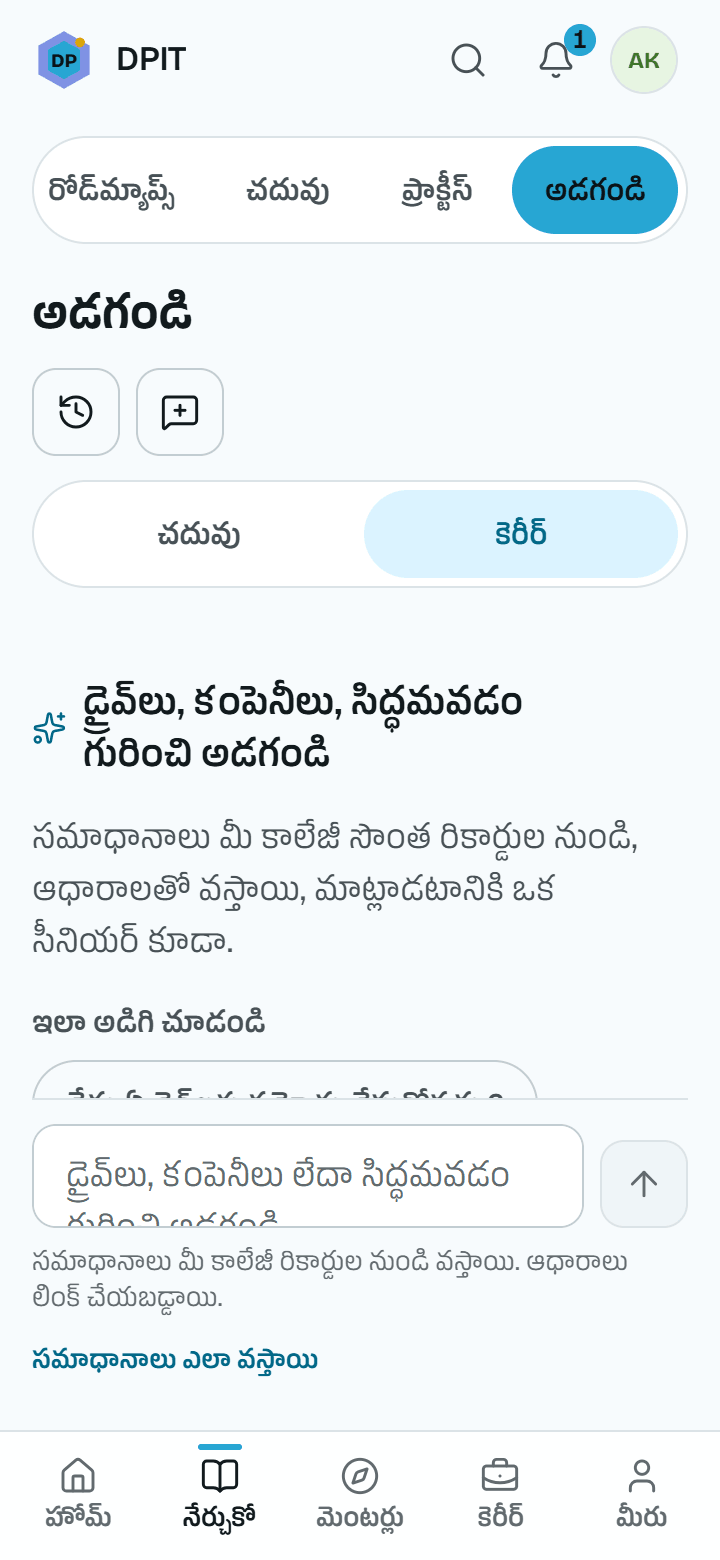 DP
DPIT
1
AK
రోడ్‌మ్యాప్స్
చదువు
ప్రాక్టీస్
అడగండి
అడగండి
చదువు
కెరీర్
డ్రైవ్‌లు, కంపెనీలు, సిద్ధమవడం
గురించి అడగండి
సమాధానాలు మీ కాలేజీ సొంత రికార్డుల నుండి,
ఆధారాలతో వస్తాయి, మాట్లాడటానికి ఒక
సీనియర్ కూడా.
ఇలా అడిగి చూడండి
డ్రైవ్‌లు, కంపెనీలు లేదా సిద్ధమవడం
గురించి అడగండి
సమాధానాలు మీ కాలేజీ రికార్డుల నుండి వస్తాయి. ఆధారాలు
లింక్ చేయబడ్డాయి.
సమాధానాలు ఎలా వస్తాయి
హోమ్
నేర్చుకో
మెంటర్లు
కెరీర్
మీరు